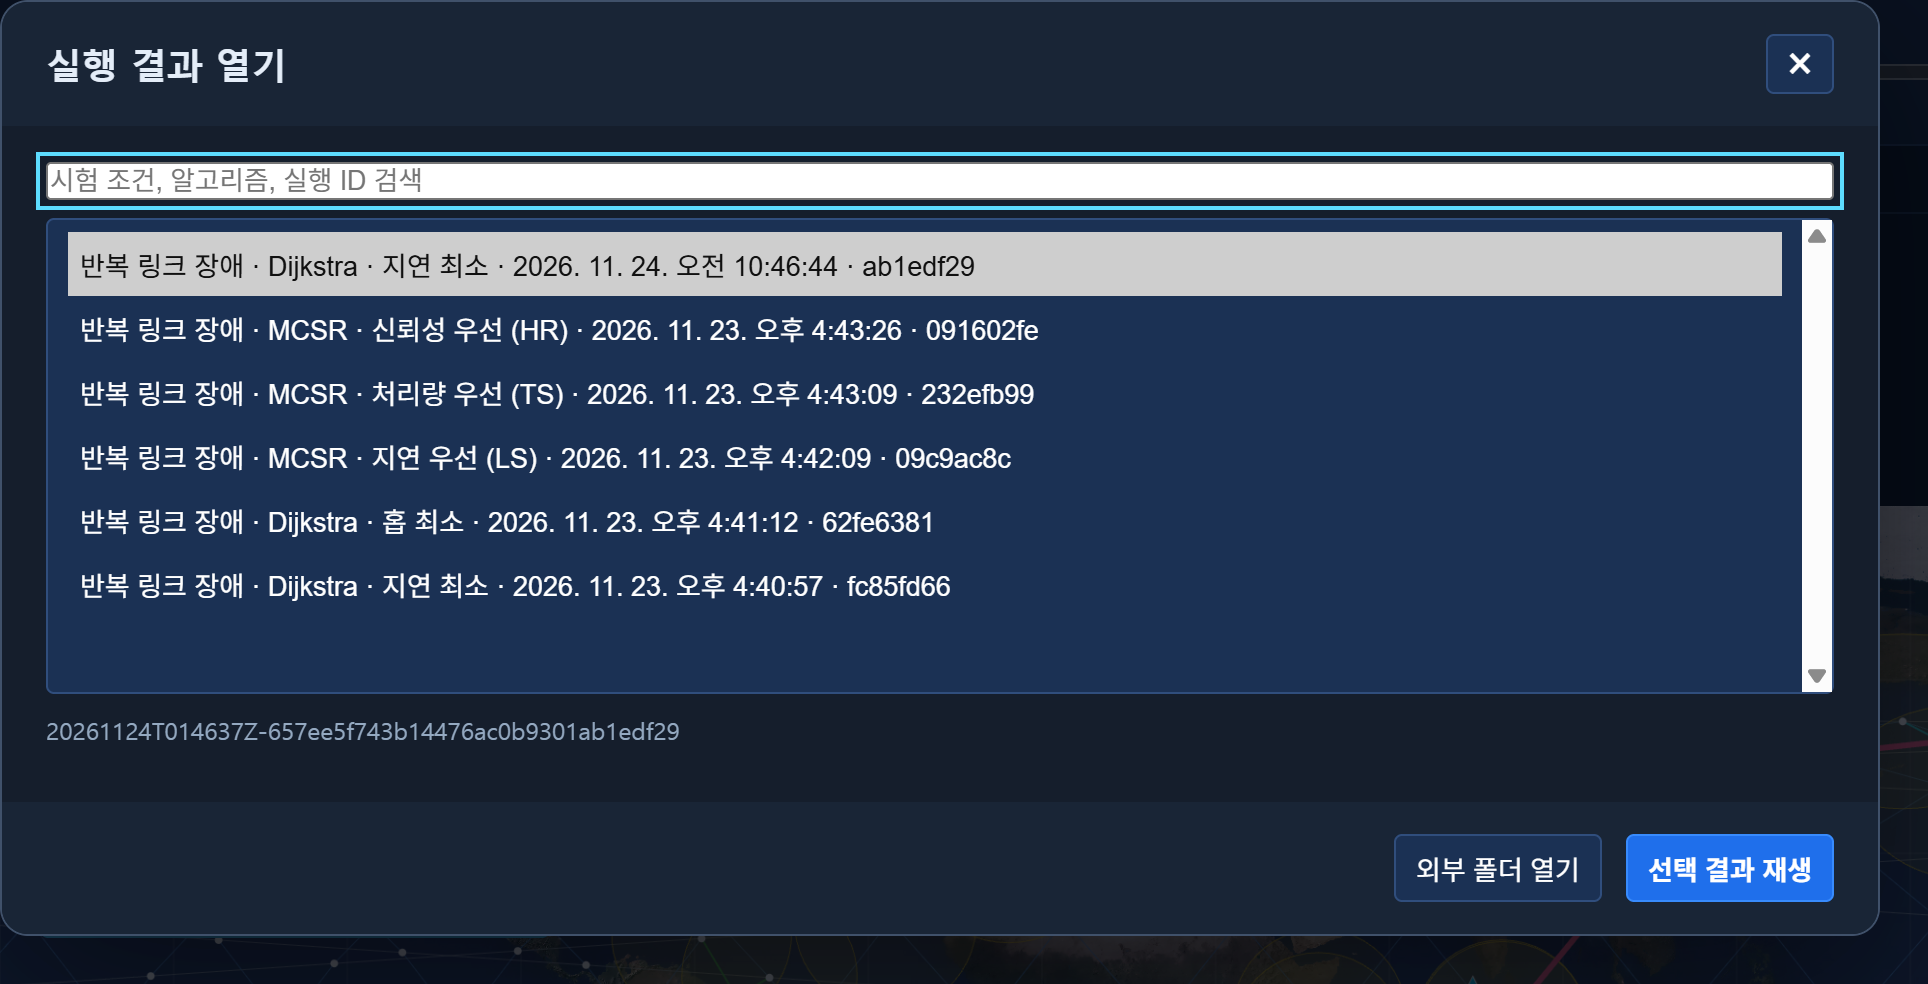 실행 결과 열기
×
시험 조건, 알고리즘, 실행 ID 검색
반복 링크 장애 · Dijkstra · 지연 최소 · 2026. 11. 24. 오전 10:46:44 · ab1edf29
반복 링크 장애 · MCSR · 신뢰성 우선 (HR) · 2026. 11. 23. 오후 4:43:26 · 091602fe
반복 링크 장애 · MCSR · 처리량 우선 (TS) · 2026. 11. 23. 오후 4:43:09 · 232efb99
반복 링크 장애 · MCSR · 지연 우선 (LS) · 2026. 11. 23. 오후 4:42:09 · 09c9ac8c
반복 링크 장애 · Dijkstra · 홉 최소 · 2026. 11. 23. 오후 4:41:12 · 62fe6381
반복 링크 장애 · Dijkstra · 지연 최소 · 2026. 11. 23. 오후 4:40:57 · fc85fd66
20261124T014637Z-657ee5f743b14476ac0b9301ab1edf29
외부 폴더 열기
선택 결과 재생